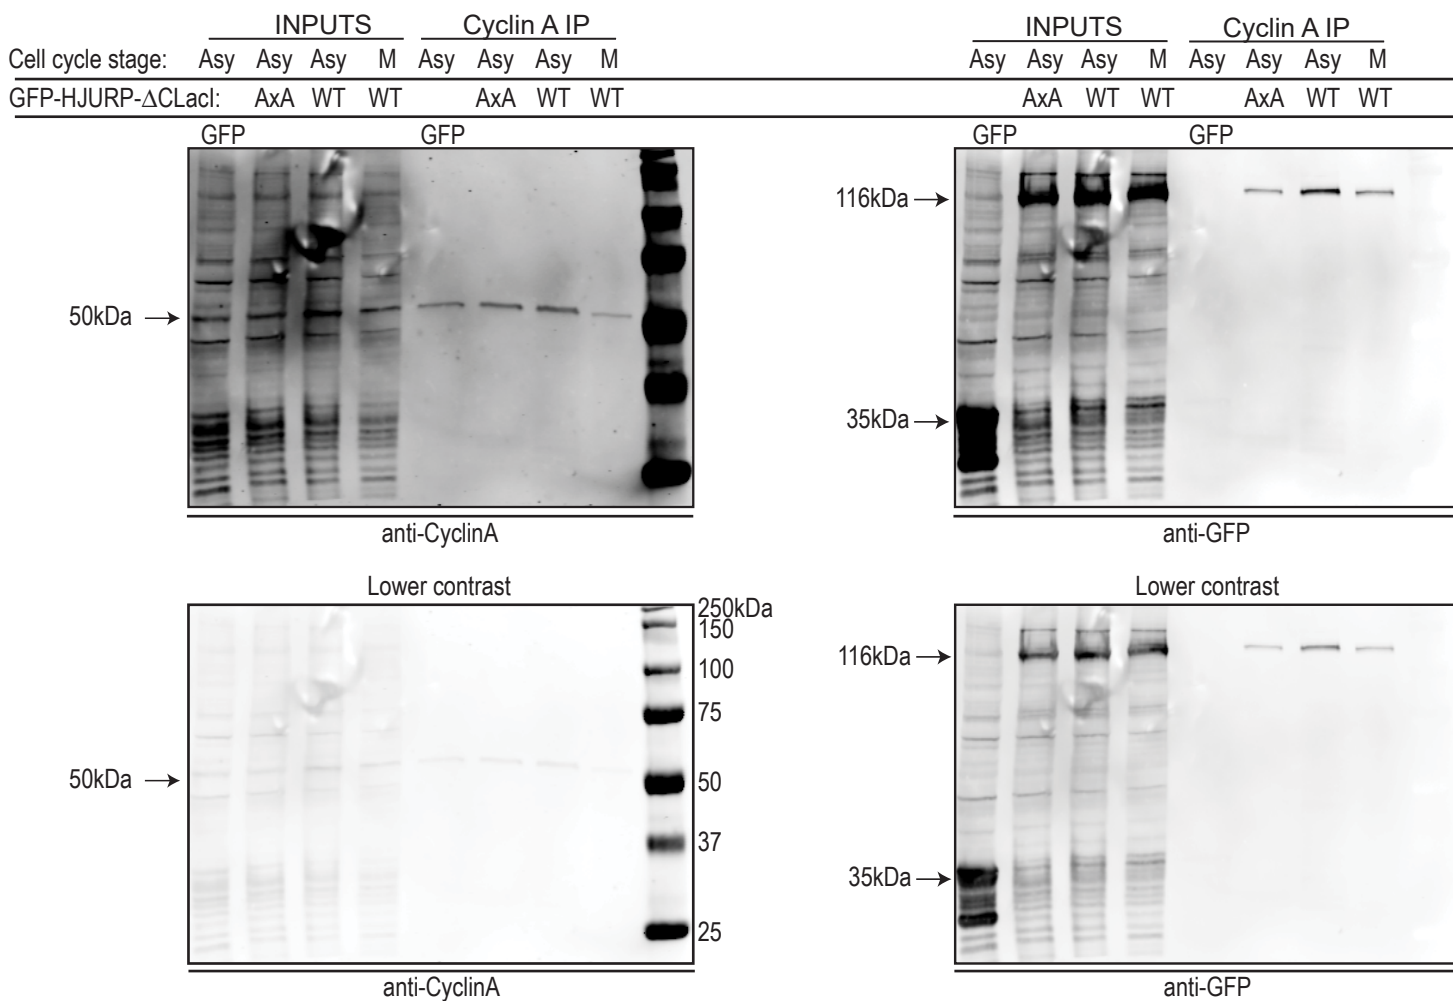 INPUTS Cyclin A IP INPUTS Cyclin A IP
Cell cycle stage: Asy Asy Asy M Asy Asy Asy M Asy Asy Asy M Asy Asy Asy M
GFP-HJURP-ΔCLacI: AxA WT WT AxA WT WT AxA WT WT AxA WT WT
GFP GFP GFP GFP
116kDa
50kDa
35kDa
anti-CyclinA anti-GFP
Lower contrast Lower contrast
250kDa
150
116kDa
100
75
50kDa 50
37
35kDa
25
anti-CyclinA anti-GFP